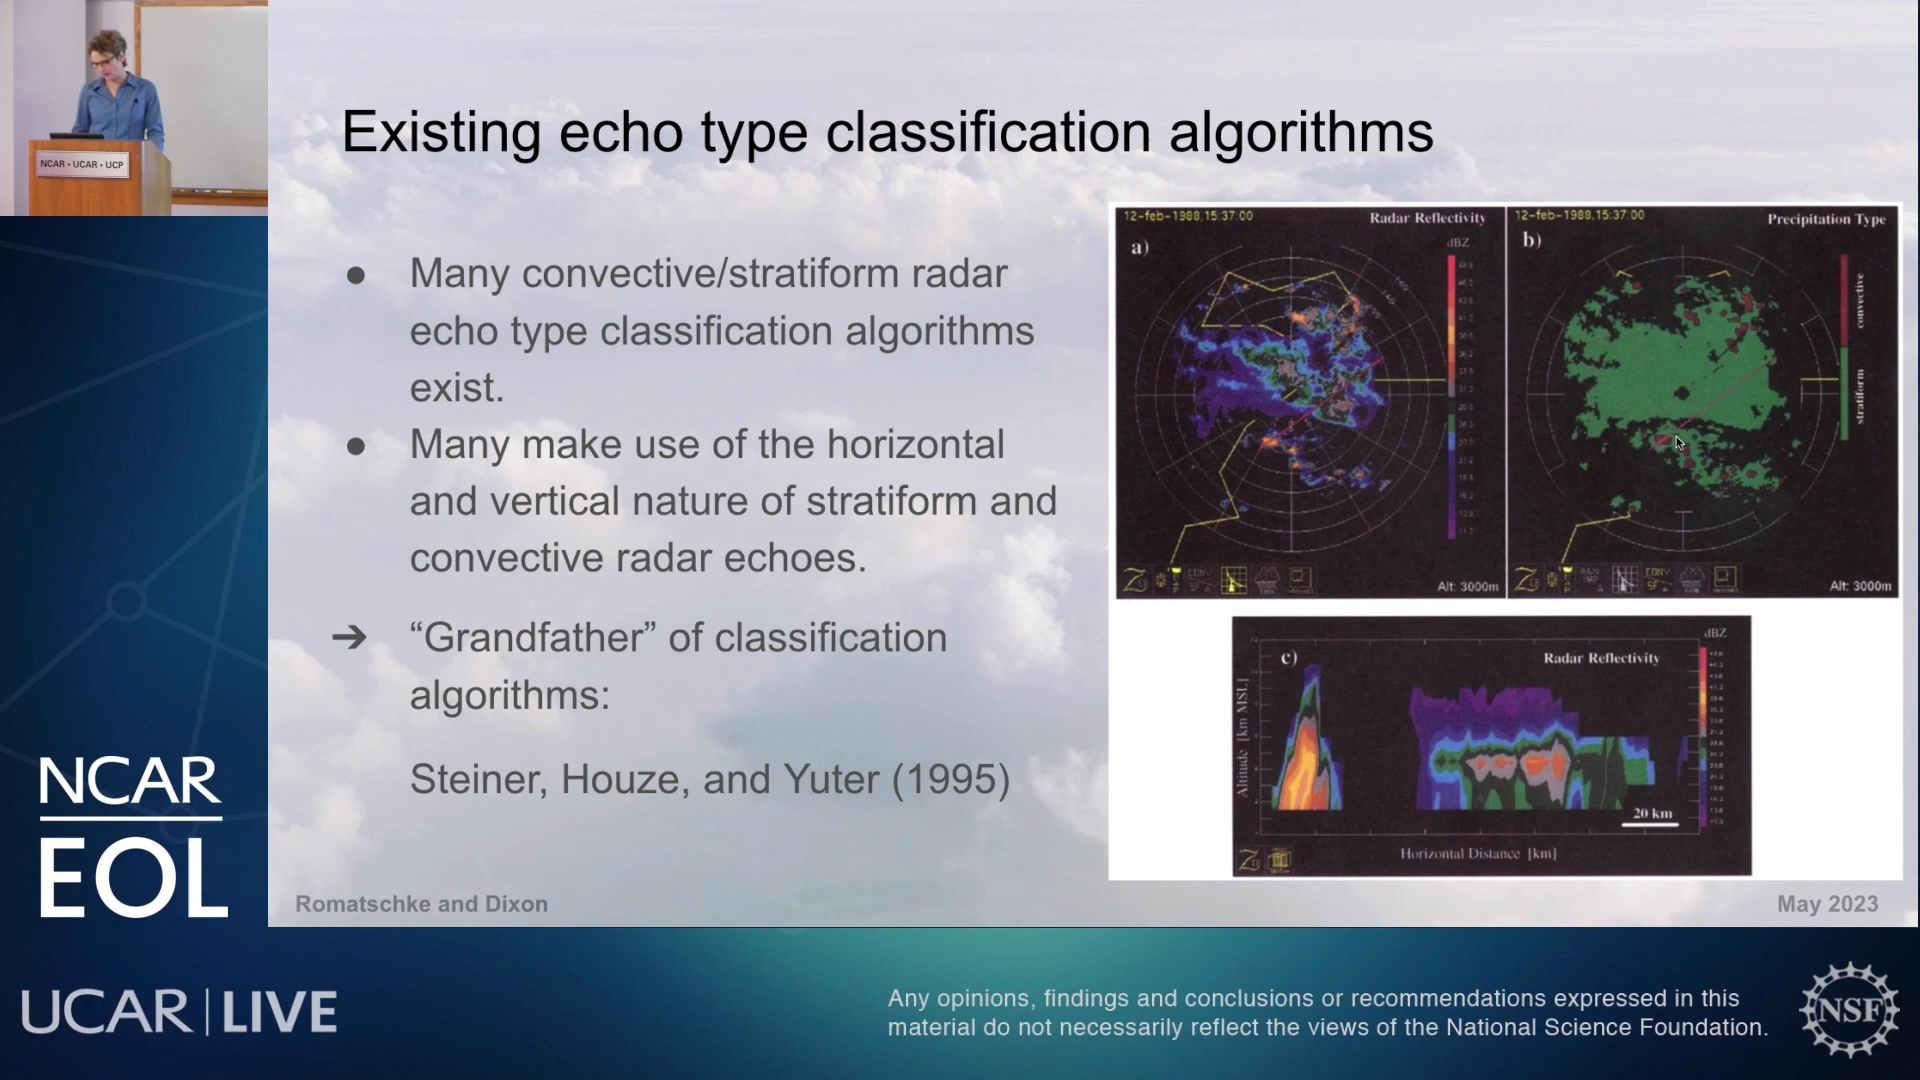 NCAR • UCAR • UCP
Existing echo type classification algorithms
● Many convective/stratiform radar
echo type classification algorithms
exist.
● Many make use of the horizontal
and vertical nature of stratiform and
convective radar echoes.
➔ “Grandfather” of classification
algorithms:
Steiner, Houze, and Yuter (1995)
12-feb-1988,15:37:00
Radar Reflectivity
a)
dBZ
Alt: 3000m
12-feb-1988,15:37:00
Precipitation Type
b)
convective
stratiform
Alt: 3000m
c)
Radar Reflectivity
dBZ
Altitude [km MSL]
20 km
Horizontal Distance [km]
Romatschke and Dixon
May 2023
NCAR
EOL
UCAR | LIVE
Any opinions, findings and conclusions or recommendations expressed in this
material do not necessarily reflect the views of the National Science Foundation.
NSF